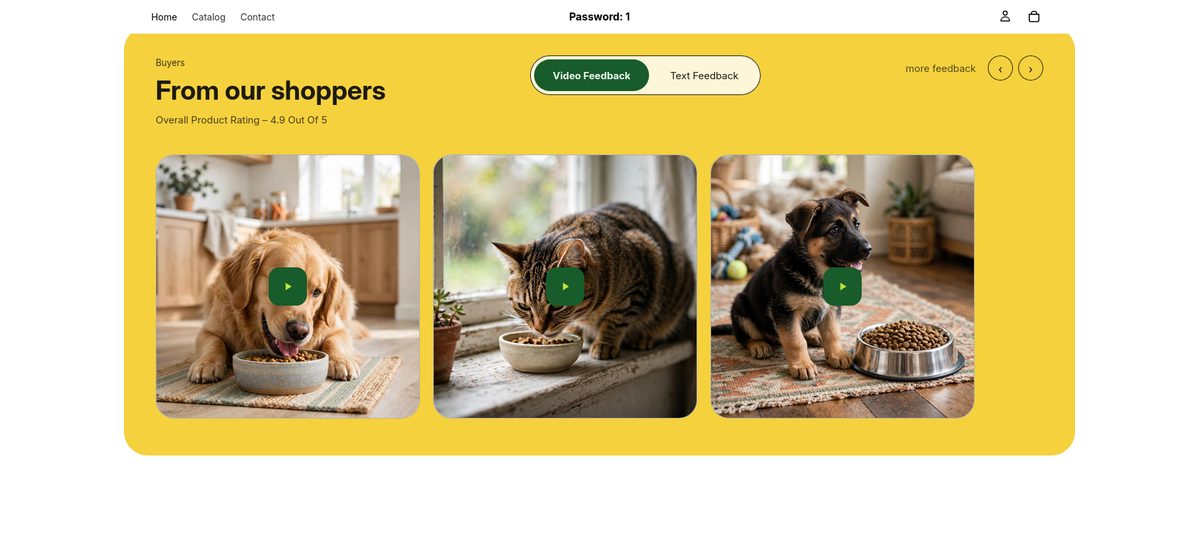 Home Catalog Contact
Password: 1
Buyers
From our shoppers
Overall Product Rating – 4.9 Out Of 5
Video Feedback Text Feedback
more feedback ‹ ›